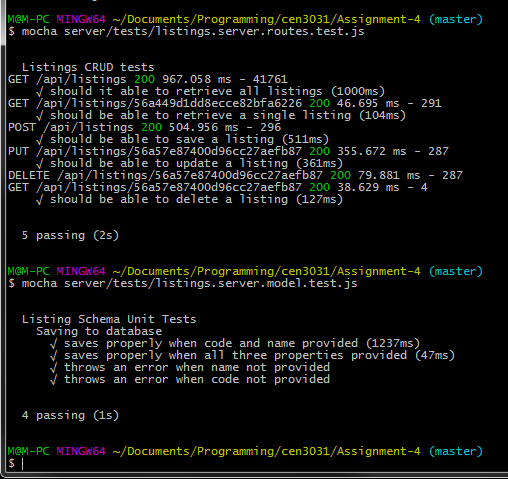 M@M-PC MINGW64 ~/Documents/Programming/cen3031/Assignment-4 (master)
$ mocha server/tests/listings.server.routes.test.js
Listings CRUD tests
GET /api/listings 200 967.058 ms - 41761
√ should it able to retrieve all listings (1000ms)
GET /api/listings/56a449d1dd8ecce82bfa6226 200 46.695 ms - 291
√ should be able to retrieve a single listing (104ms)
POST /api/listings 200 504.956 ms - 296
√ should be able to save a listing (511ms)
PUT /api/listings/56a57e87400d96cc27aefb87 200 355.672 ms - 287
√ should be able to update a listing (361ms)
DELETE /api/listings/56a57e87400d96cc27aefb87 200 79.881 ms - 287
GET /api/listings/56a57e87400d96cc27aefb87 200 38.629 ms - 4
√ should be able to delete a listing (127ms)
5 passing (2s)
M@M-PC MINGW64 ~/Documents/Programming/cen3031/Assignment-4 (master)
$ mocha server/tests/listings.server.model.test.js
Listing Schema Unit Tests
Saving to database
√ saves properly when code and name provided (1237ms)
√ saves properly when all three properties provided (47ms)
√ throws an error when name not provided
√ throws an error when code not provided
4 passing (1s)
M@M-PC MINGW64 ~/Documents/Programming/cen3031/Assignment-4 (master)
$